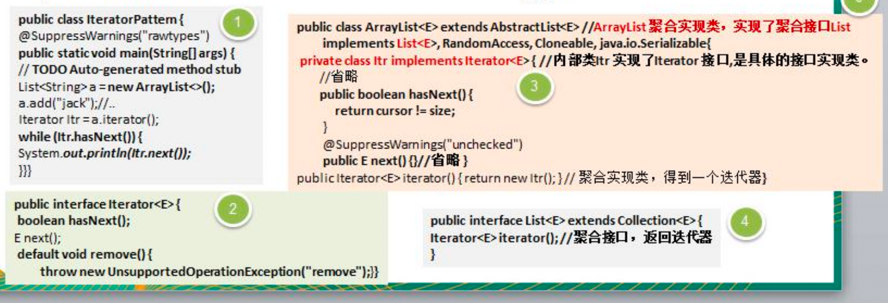 public class IteratorPattern {
@SuppressWarnings("rawtypes")
public static void main(String[] args) {
// TODO Auto-generated method stub
List<String> a = new ArrayList<>();
a.add("jack");//..
Iterator Itr = a.iterator();
while (Itr.hasNext()) {
System.out.println(Itr.next());
}}}
1
public class ArrayList<E> extends AbstractList<E> //ArrayList 聚合实现类，实现了聚合接口List
implements List<E>, RandomAccess, Cloneable, java.io.Serializable{
private class Itr implements Iterator<E> { //内部类Itr 实现了Iterator 接口,是具体的接口实现类。
//省略
public boolean hasNext() {
return cursor != size;
}
@SuppressWarnings("unchecked")
public E next() {}//省略 }
public Iterator<E> iterator() { return new Itr(); } // 聚合实现类，得到一个迭代器}
3
public interface Iterator<E> {
boolean hasNext();
E next();
default void remove() {
throw new UnsupportedOperationException("remove");}}
2
public interface List<E> extends Collection<E> {
Iterator<E> iterator(); //聚合接口，返回迭代器
}
4